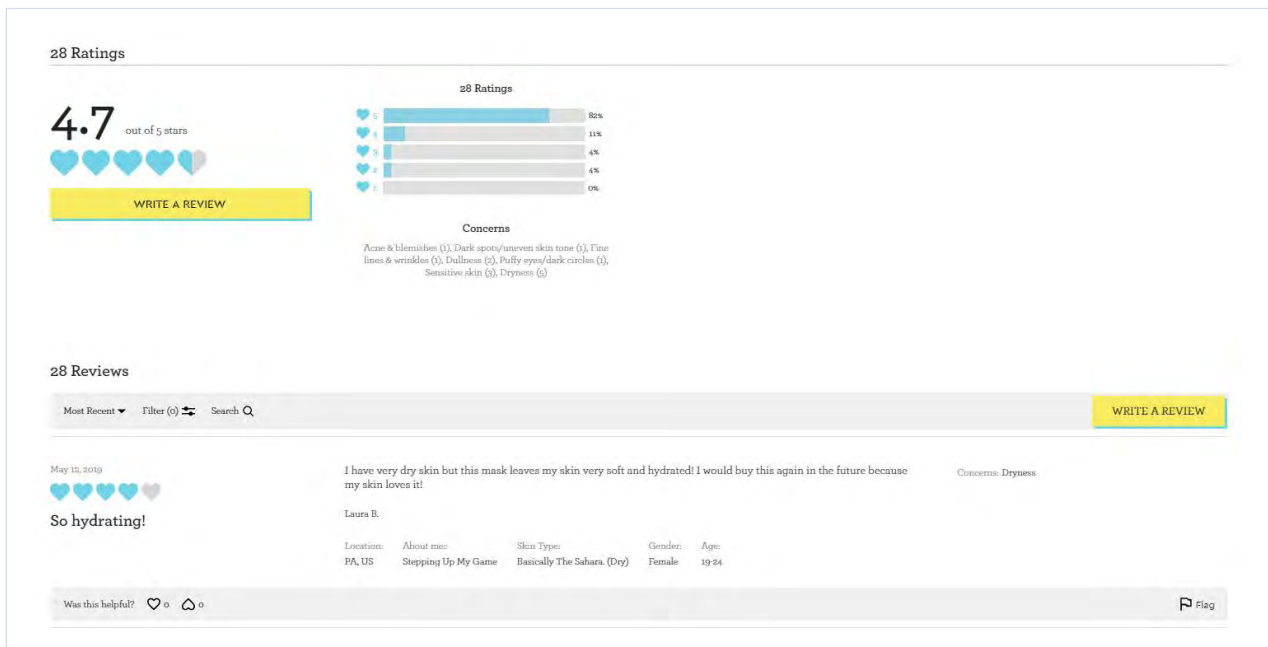 28 Ratings
4.7 out of 5 stars
WRITE A REVIEW
28 Ratings
5 82%
4 11%
3 4%
2 4%
1 0%
Concerns
Acne & blemishes (1), Dark spots/uneven skin tone (1), Fine
lines & wrinkles (1), Dullness (2), Puffy eyes/dark circles (1),
Sensitive skin (3), Dryness (5)
28 Reviews
Most Recent Filter (0) Search
WRITE A REVIEW
May 12, 2019
So hydrating!
I have very dry skin but this mask leaves my skin very soft and hydrated! I would buy this again in the future because
my skin loves it!
Laura B.
Location: About me: Skin Type: Gender: Age:
PA, US Stepping Up My Game Basically The Sahara. (Dry) Female 19-24
Concerns: Dryness
Was this helpful? 0 0
Flag